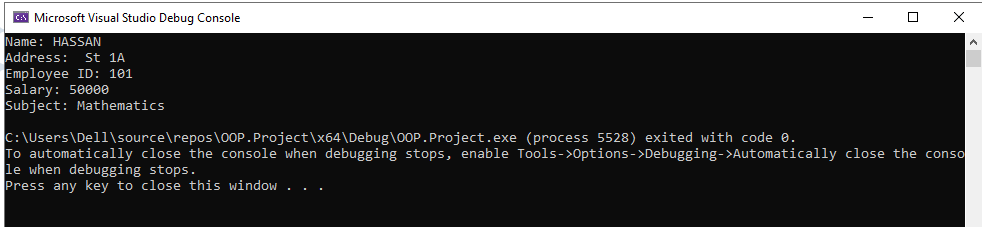 Microsoft Visual Studio Debug Console
Name: HASSAN
Address:  St 1A
Employee ID: 101
Salary: 50000
Subject: Mathematics
C:\Users\Dell\source\repos\OOP.Project\x64\Debug\OOP.Project.exe (process 5528) exited with code 0.
To automatically close the console when debugging stops, enable Tools->Options->Debugging->Automatically close the conso
le when debugging stops.
Press any key to close this window . . .